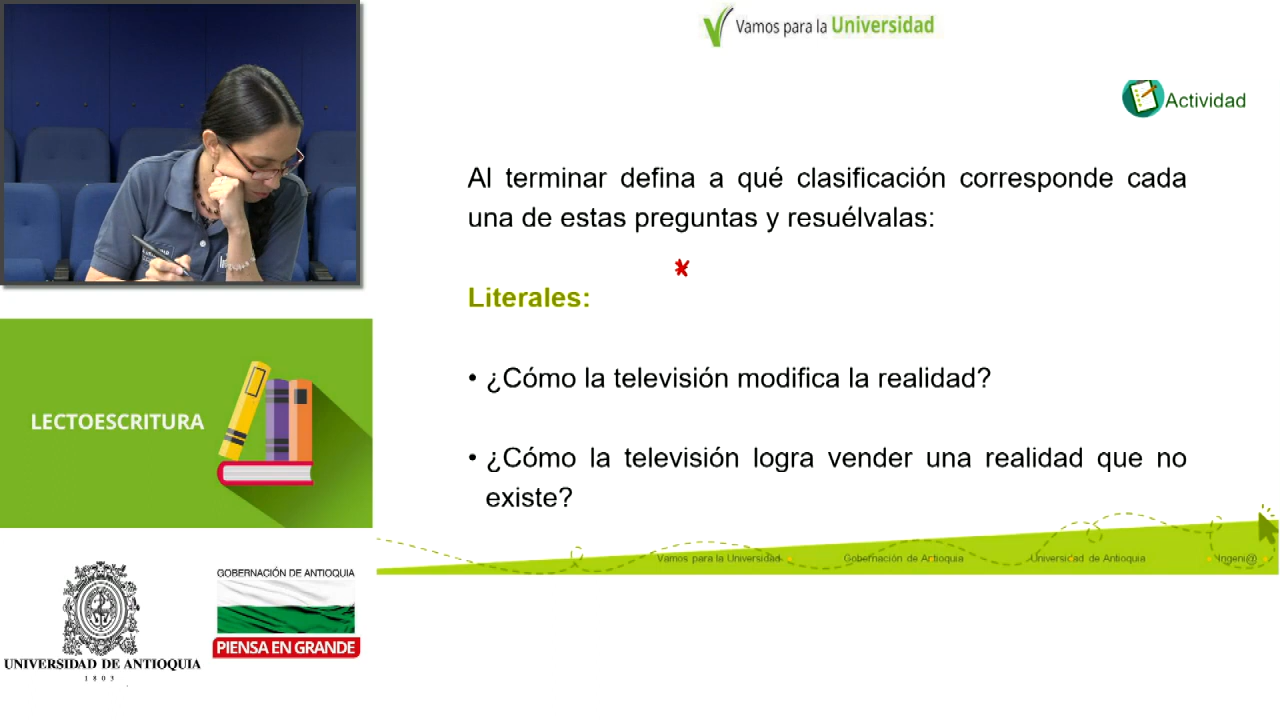 Vamos para la Universidad
Actividad
Al terminar defina a qué clasificación corresponde cada
una de estas preguntas y resuélvalas:
Literales:
• ¿Cómo la televisión modifica la realidad?
• ¿Cómo la televisión logra vender una realidad que no
existe?
Vamos para la Universidad Gobernación de Antioquia Universidad de Antioquia Ingeni@
LECTOESCRITURA
UNIVERSIDAD DE ANTIOQUIA
1803
GOBERNACIÓN DE ANTIOQUIA
PIENSA EN GRANDE